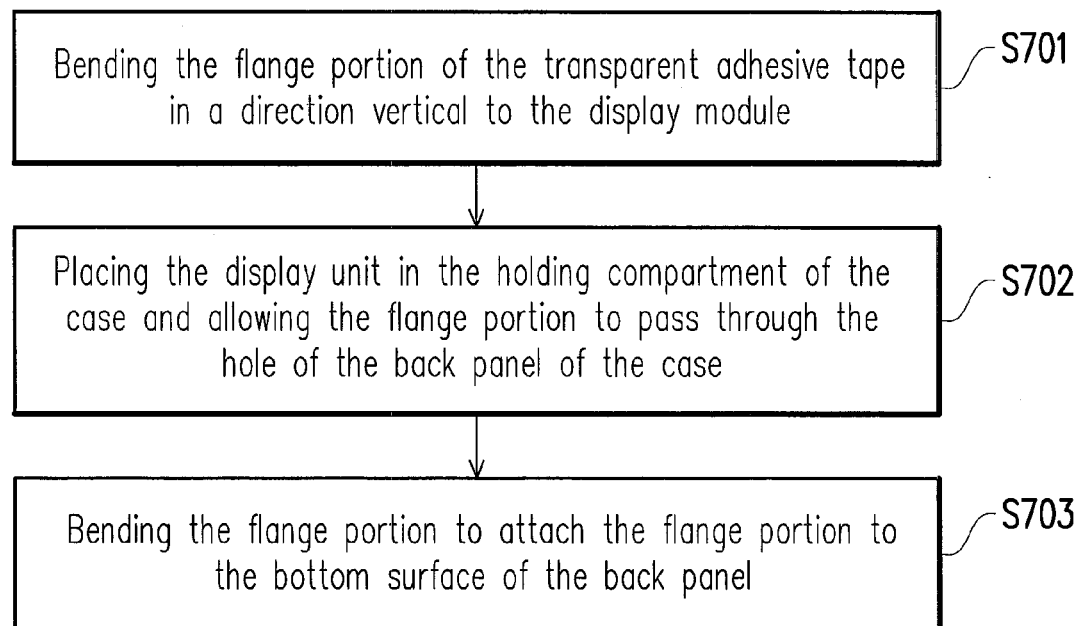 Bending the flange portion of the transparent adhesive tape
in a direction vertical to the display module
S701
Placing the display unit in the holding compartment of the
case and allowing the flange portion to pass through the
hole of the back panel of the case
S702
Bending the flange portion to attach the flange portion to
the bottom surface of the back panel
S703